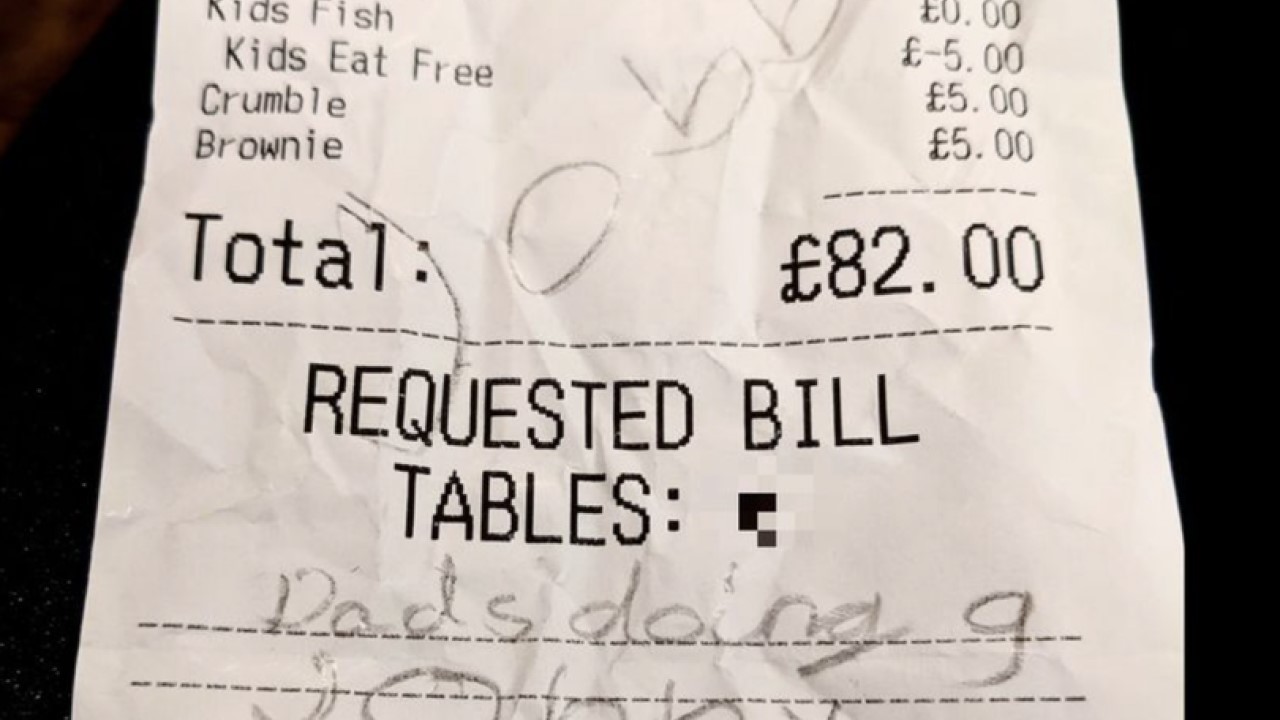 Kids Fish £0.00
Kids Eat Free £-5.00
Crumble £5.00
Brownie £5.00
Total: £82.00
REQUESTED BILL
TABLES:
Dads doing g